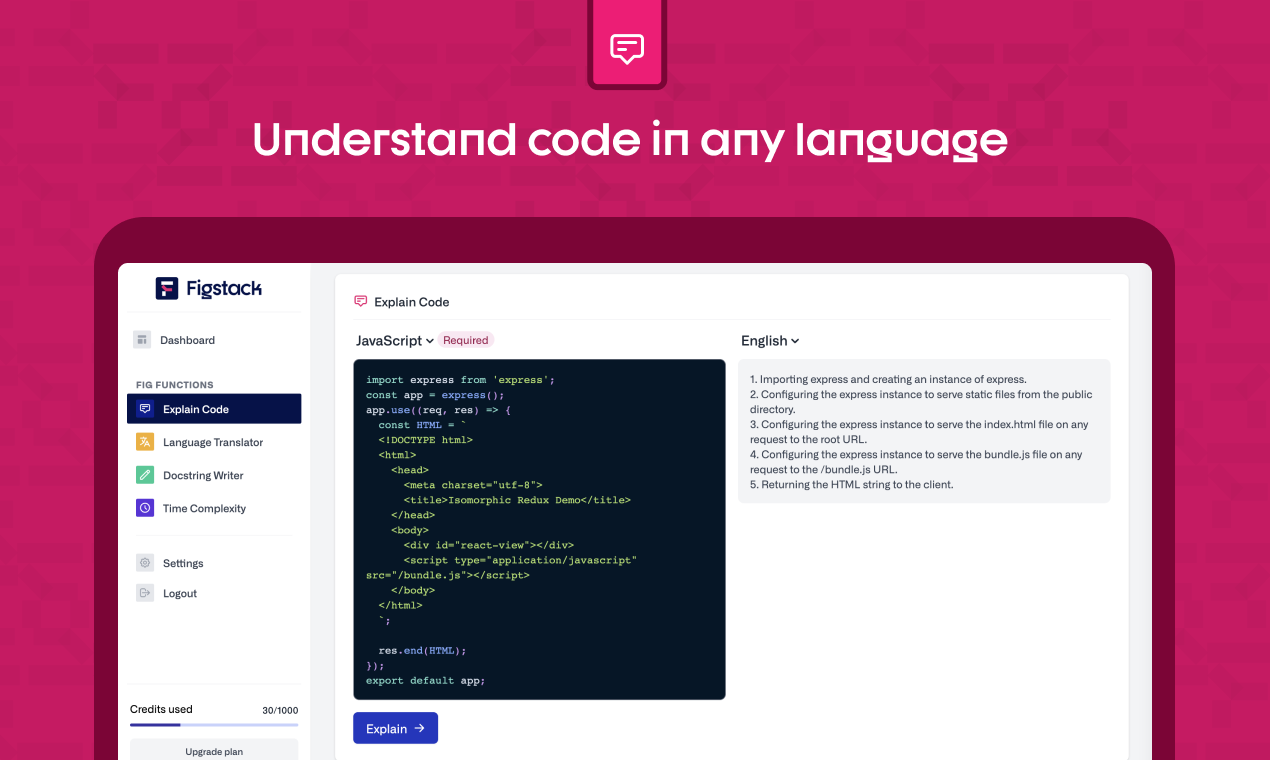 Understand code in any language
Figstack
Dashboard
FIG FUNCTIONS
Explain Code
Language Translator
Docstring Writer
Time Complexity
Settings
Logout
Credits used
30/1000
Upgrade plan
Explain Code
JavaScript
Required
import express from 'express';
const app = express();
app.use((req, res) => {
  const HTML = `
  <!DOCTYPE html>
  <html>
    <head>
      <meta charset="utf-8">
      <title>Isomorphic Redux Demo</title>
    </head>
    <body>
      <div id="react-view"></div>
      <script type="application/javascript"
src="/bundle.js"></script>
    </body>
  </html>
  `;
  res.end(HTML);
});
export default app;
Explain →
English
1. Importing express and creating an instance of express.
2. Configuring the express instance to serve static files from the public
directory.
3. Configuring the express instance to serve the index.html file on any
request to the root URL.
4. Configuring the express instance to serve the bundle.js file on any
request to the /bundle.js URL.
5. Returning the HTML string to the client.